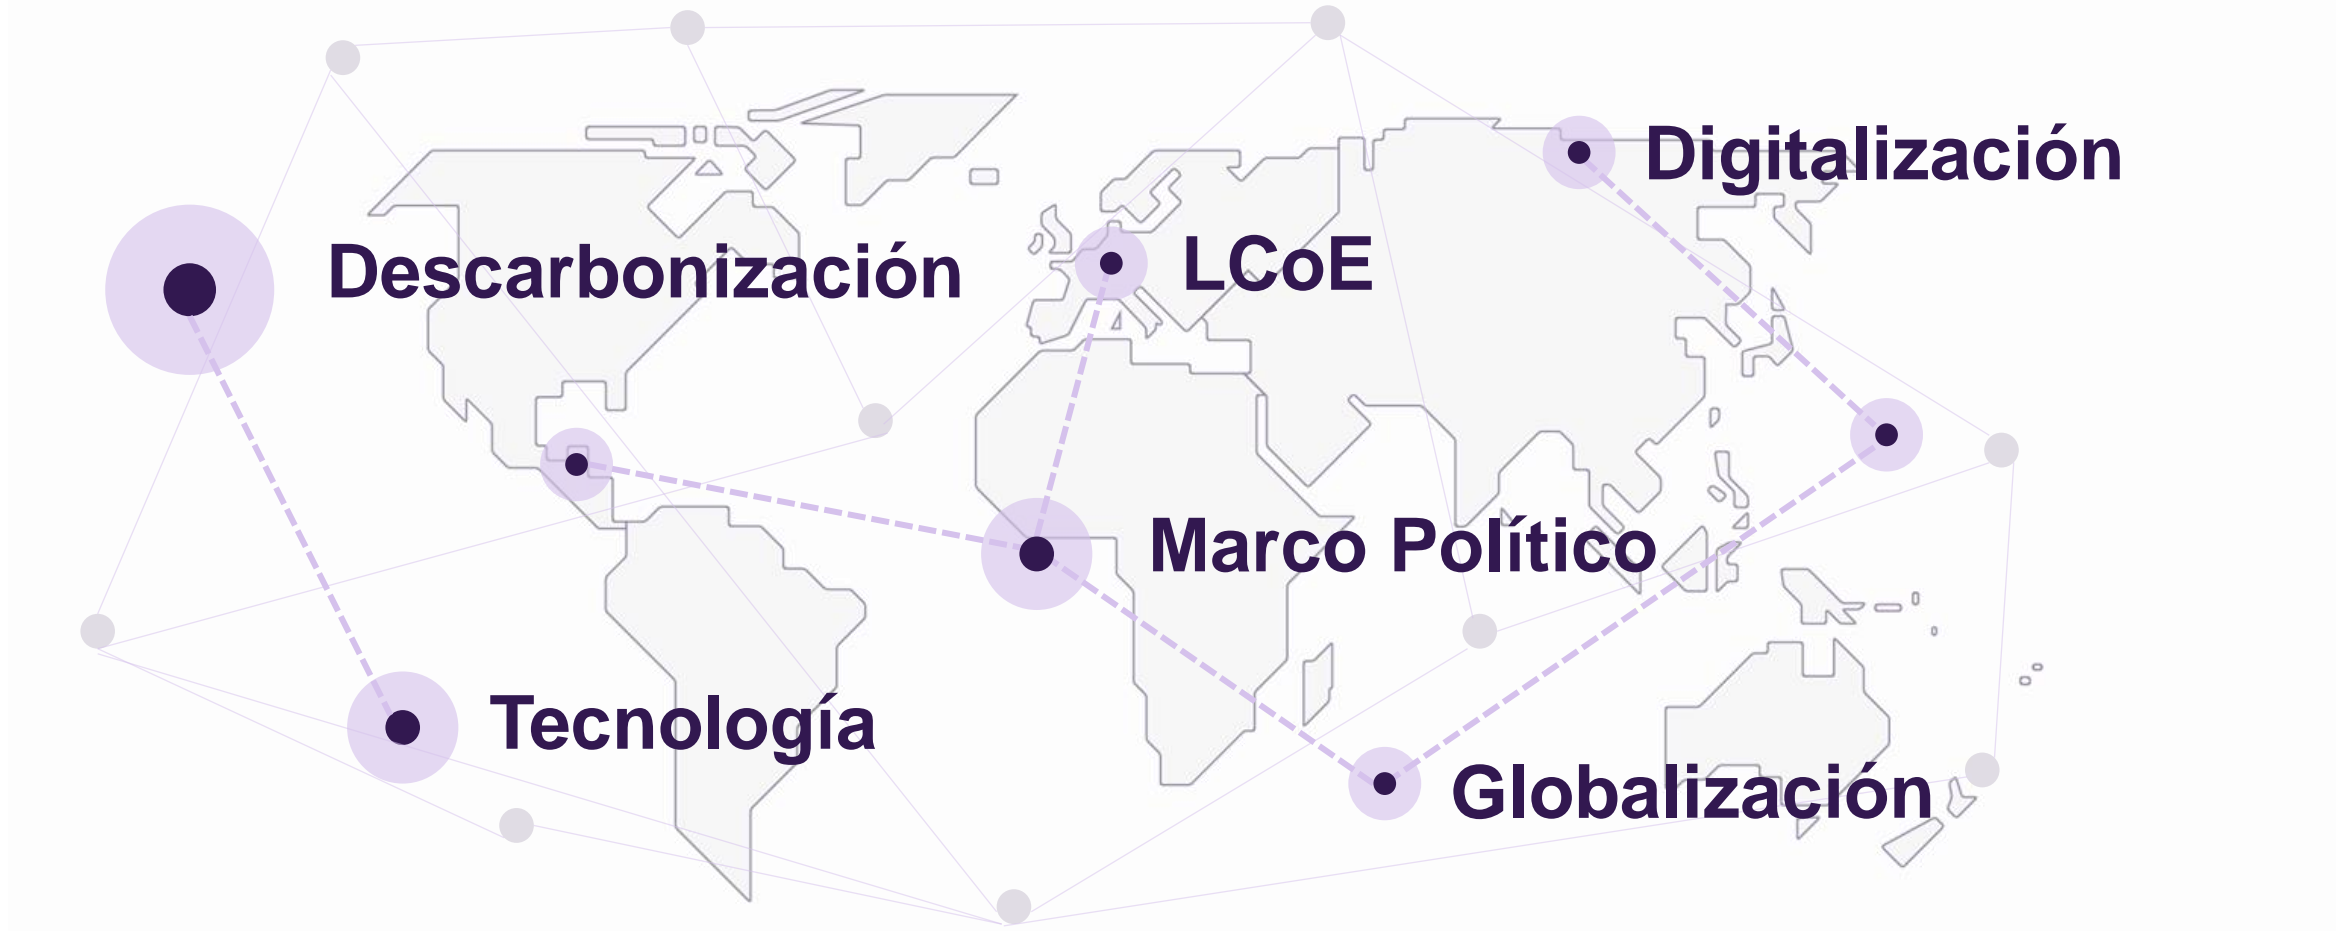 Digitalización
Descarbonización
LCoE
Marco Político
Tecnología
Globalización